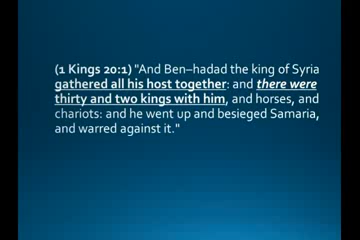 (1 Kings 20:1) "And Ben–hadad the king of Syria
gathered all his host together: and there were
thirty and two kings with him, and horses, and
chariots: and he went up and besieged Samaria,
and warred against it."